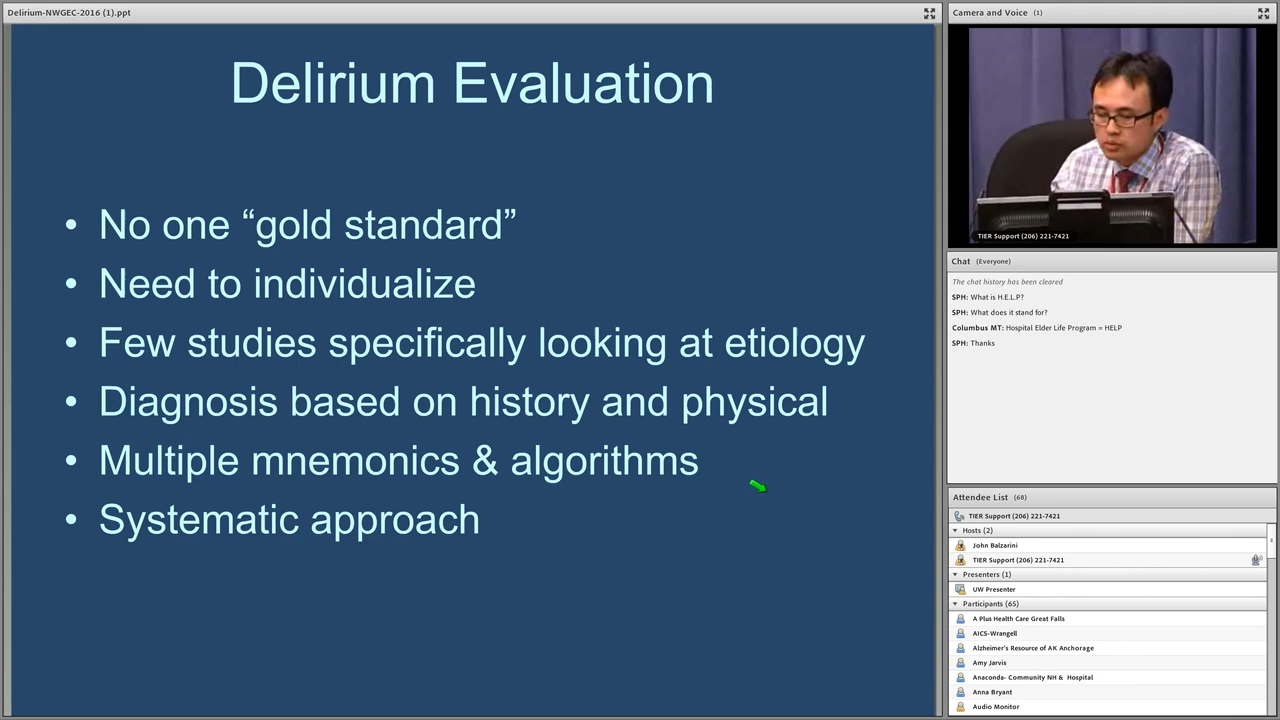 Delirium-NWGEC-2016 (1).ppt
Delirium Evaluation
• No one “gold standard”
• Need to individualize
• Few studies specifically looking at etiology
• Diagnosis based on history and physical
• Multiple mnemonics & algorithms
• Systematic approach
Camera and Voice (1)
TIER Support (206) 221-7421
Chat (Everyone)
The chat history has been cleared
SPH: What is H.E.L.P?
SPH: What does it stand for?
Columbus MT: Hospital Elder Life Program = HELP
SPH: Thanks
Attendee List (68)
TIER Support (206) 221-7421
Hosts (2)
John Balzarini
TIER Support (206) 221-7421
Presenters (1)
UW Presenter
Participants (65)
A Plus Health Care Great Falls
AICS-Wrangell
Alzheimer's Resource of AK Anchorage
Amy Jarvis
Anaconda- Community NH & Hospital
Anna Bryant
Audio Monitor